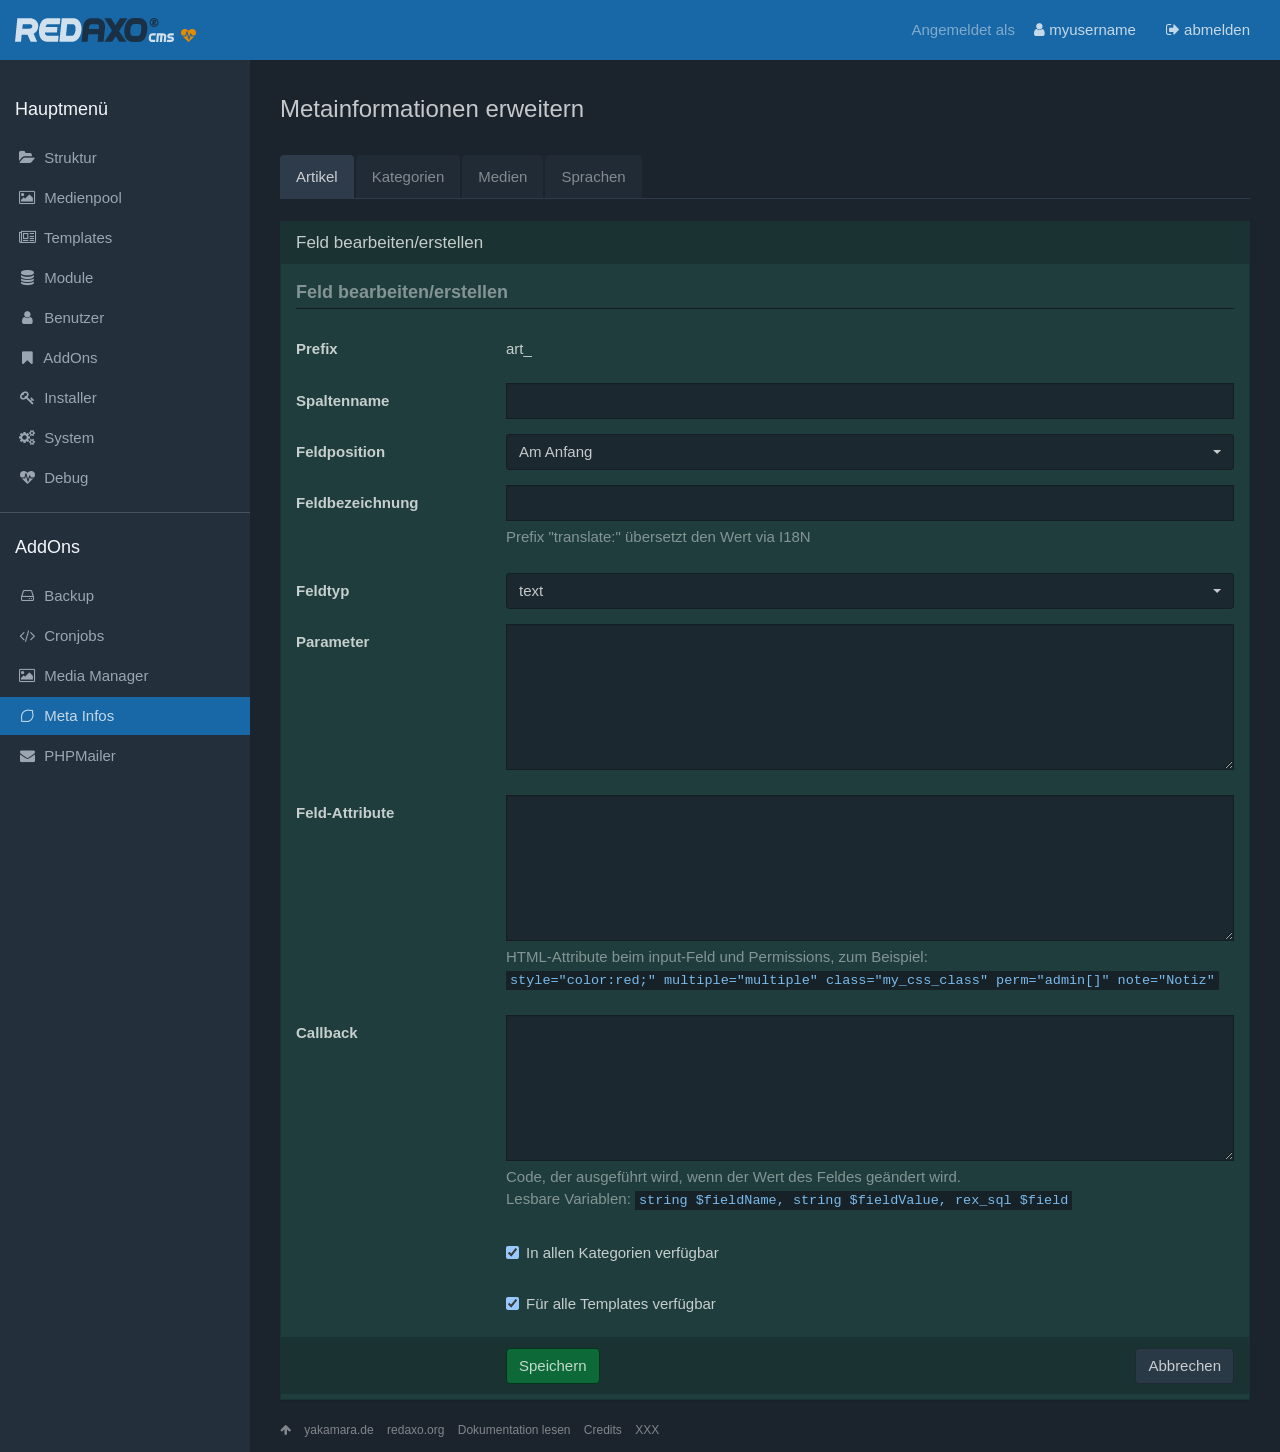 REDAXO® cms
Angemeldet als myusername abmelden
Hauptmenü
Struktur
Medienpool
Templates
Module
Benutzer
AddOns
Installer
System
Debug
AddOns
Backup
Cronjobs
Media Manager
Meta Infos
PHPMailer
Metainformationen erweitern
Artikel Kategorien Medien Sprachen
Feld bearbeiten/erstellen
Feld bearbeiten/erstellen
Prefix art_
Spaltenname
Feldposition Am Anfang
Feldbezeichnung
Prefix "translate:" übersetzt den Wert via I18N
Feldtyp text
Parameter
Feld-Attribute
HTML-Attribute beim input-Feld und Permissions, zum Beispiel:
style="color:red;" multiple="multiple" class="my_css_class" perm="admin[]" note="Notiz"
Callback
Code, der ausgeführt wird, wenn der Wert des Feldes geändert wird.
Lesbare Variablen: string $fieldName, string $fieldValue, rex_sql $field
In allen Kategorien verfügbar
Für alle Templates verfügbar
Speichern Abbrechen
yakamara.de redaxo.org Dokumentation lesen Credits XXX